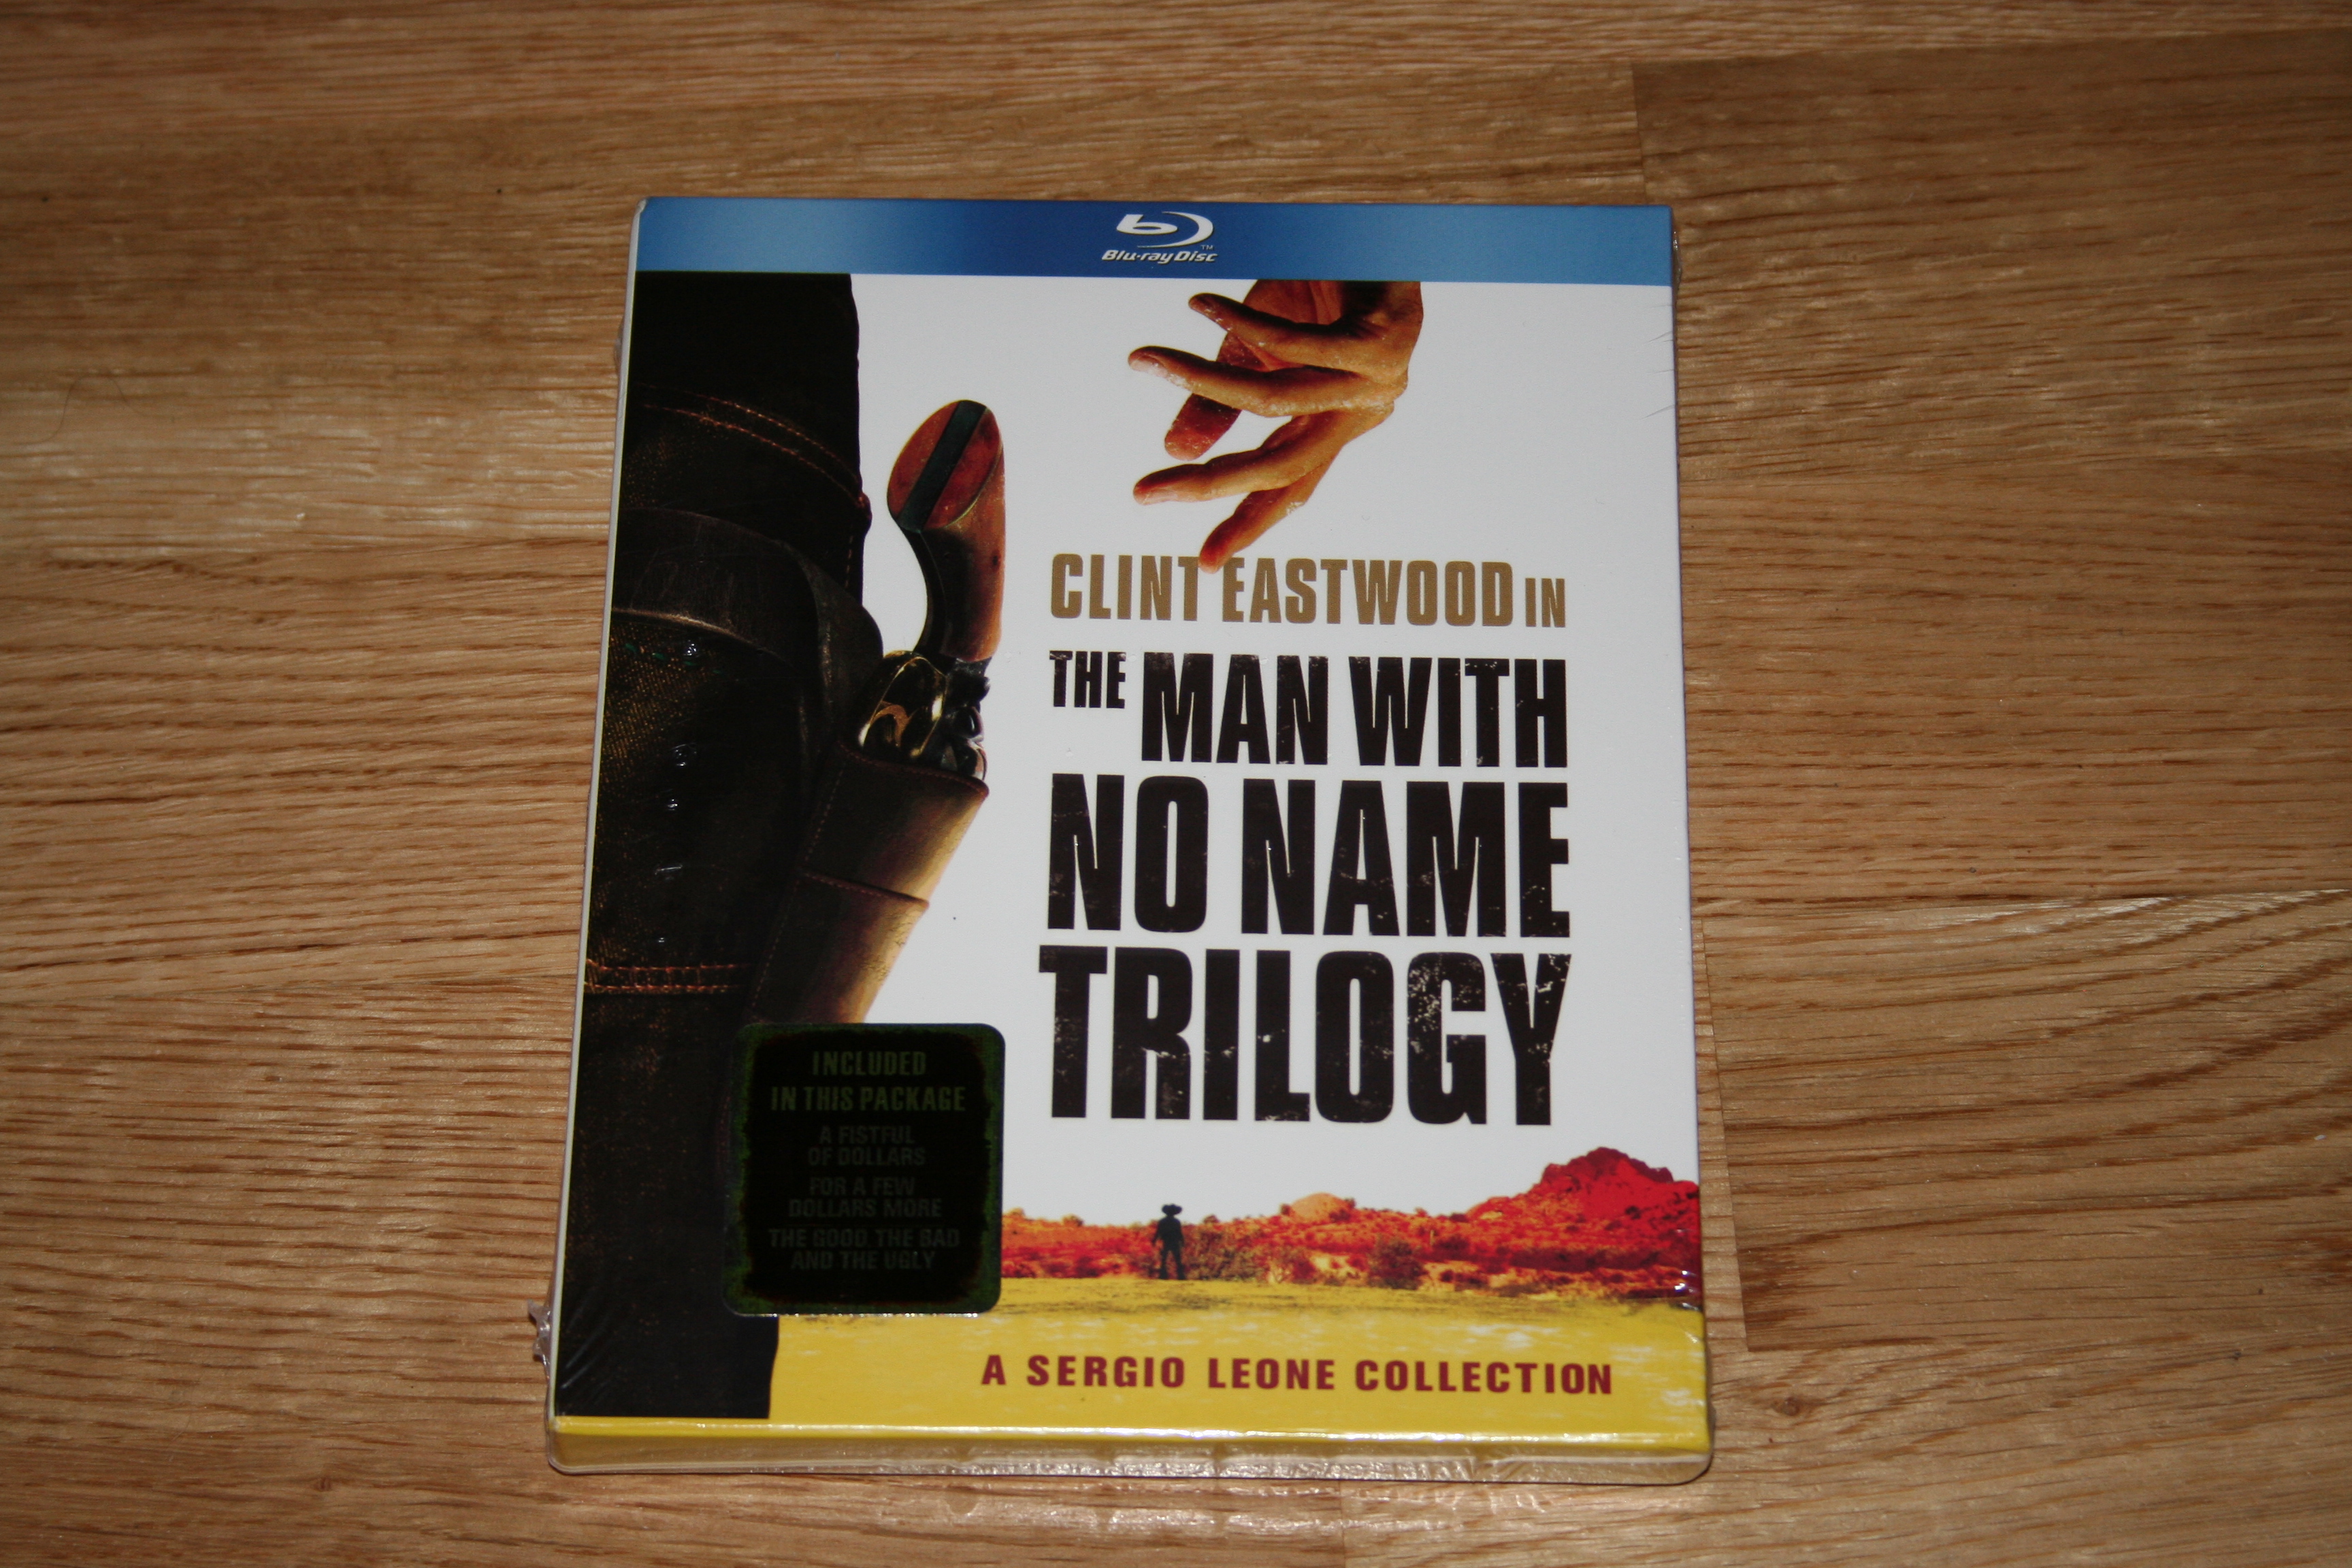 Blu-ray Disc™
CLINT EASTWOOD IN
THE MAN WITH
NO NAME
TRILOGY
INCLUDED
IN THIS PACKAGE
A FISTFUL
OF DOLLARS
FOR A FEW
DOLLARS MORE
THE GOOD, THE BAD
AND THE UGLY
A SERGIO LEONE COLLECTION